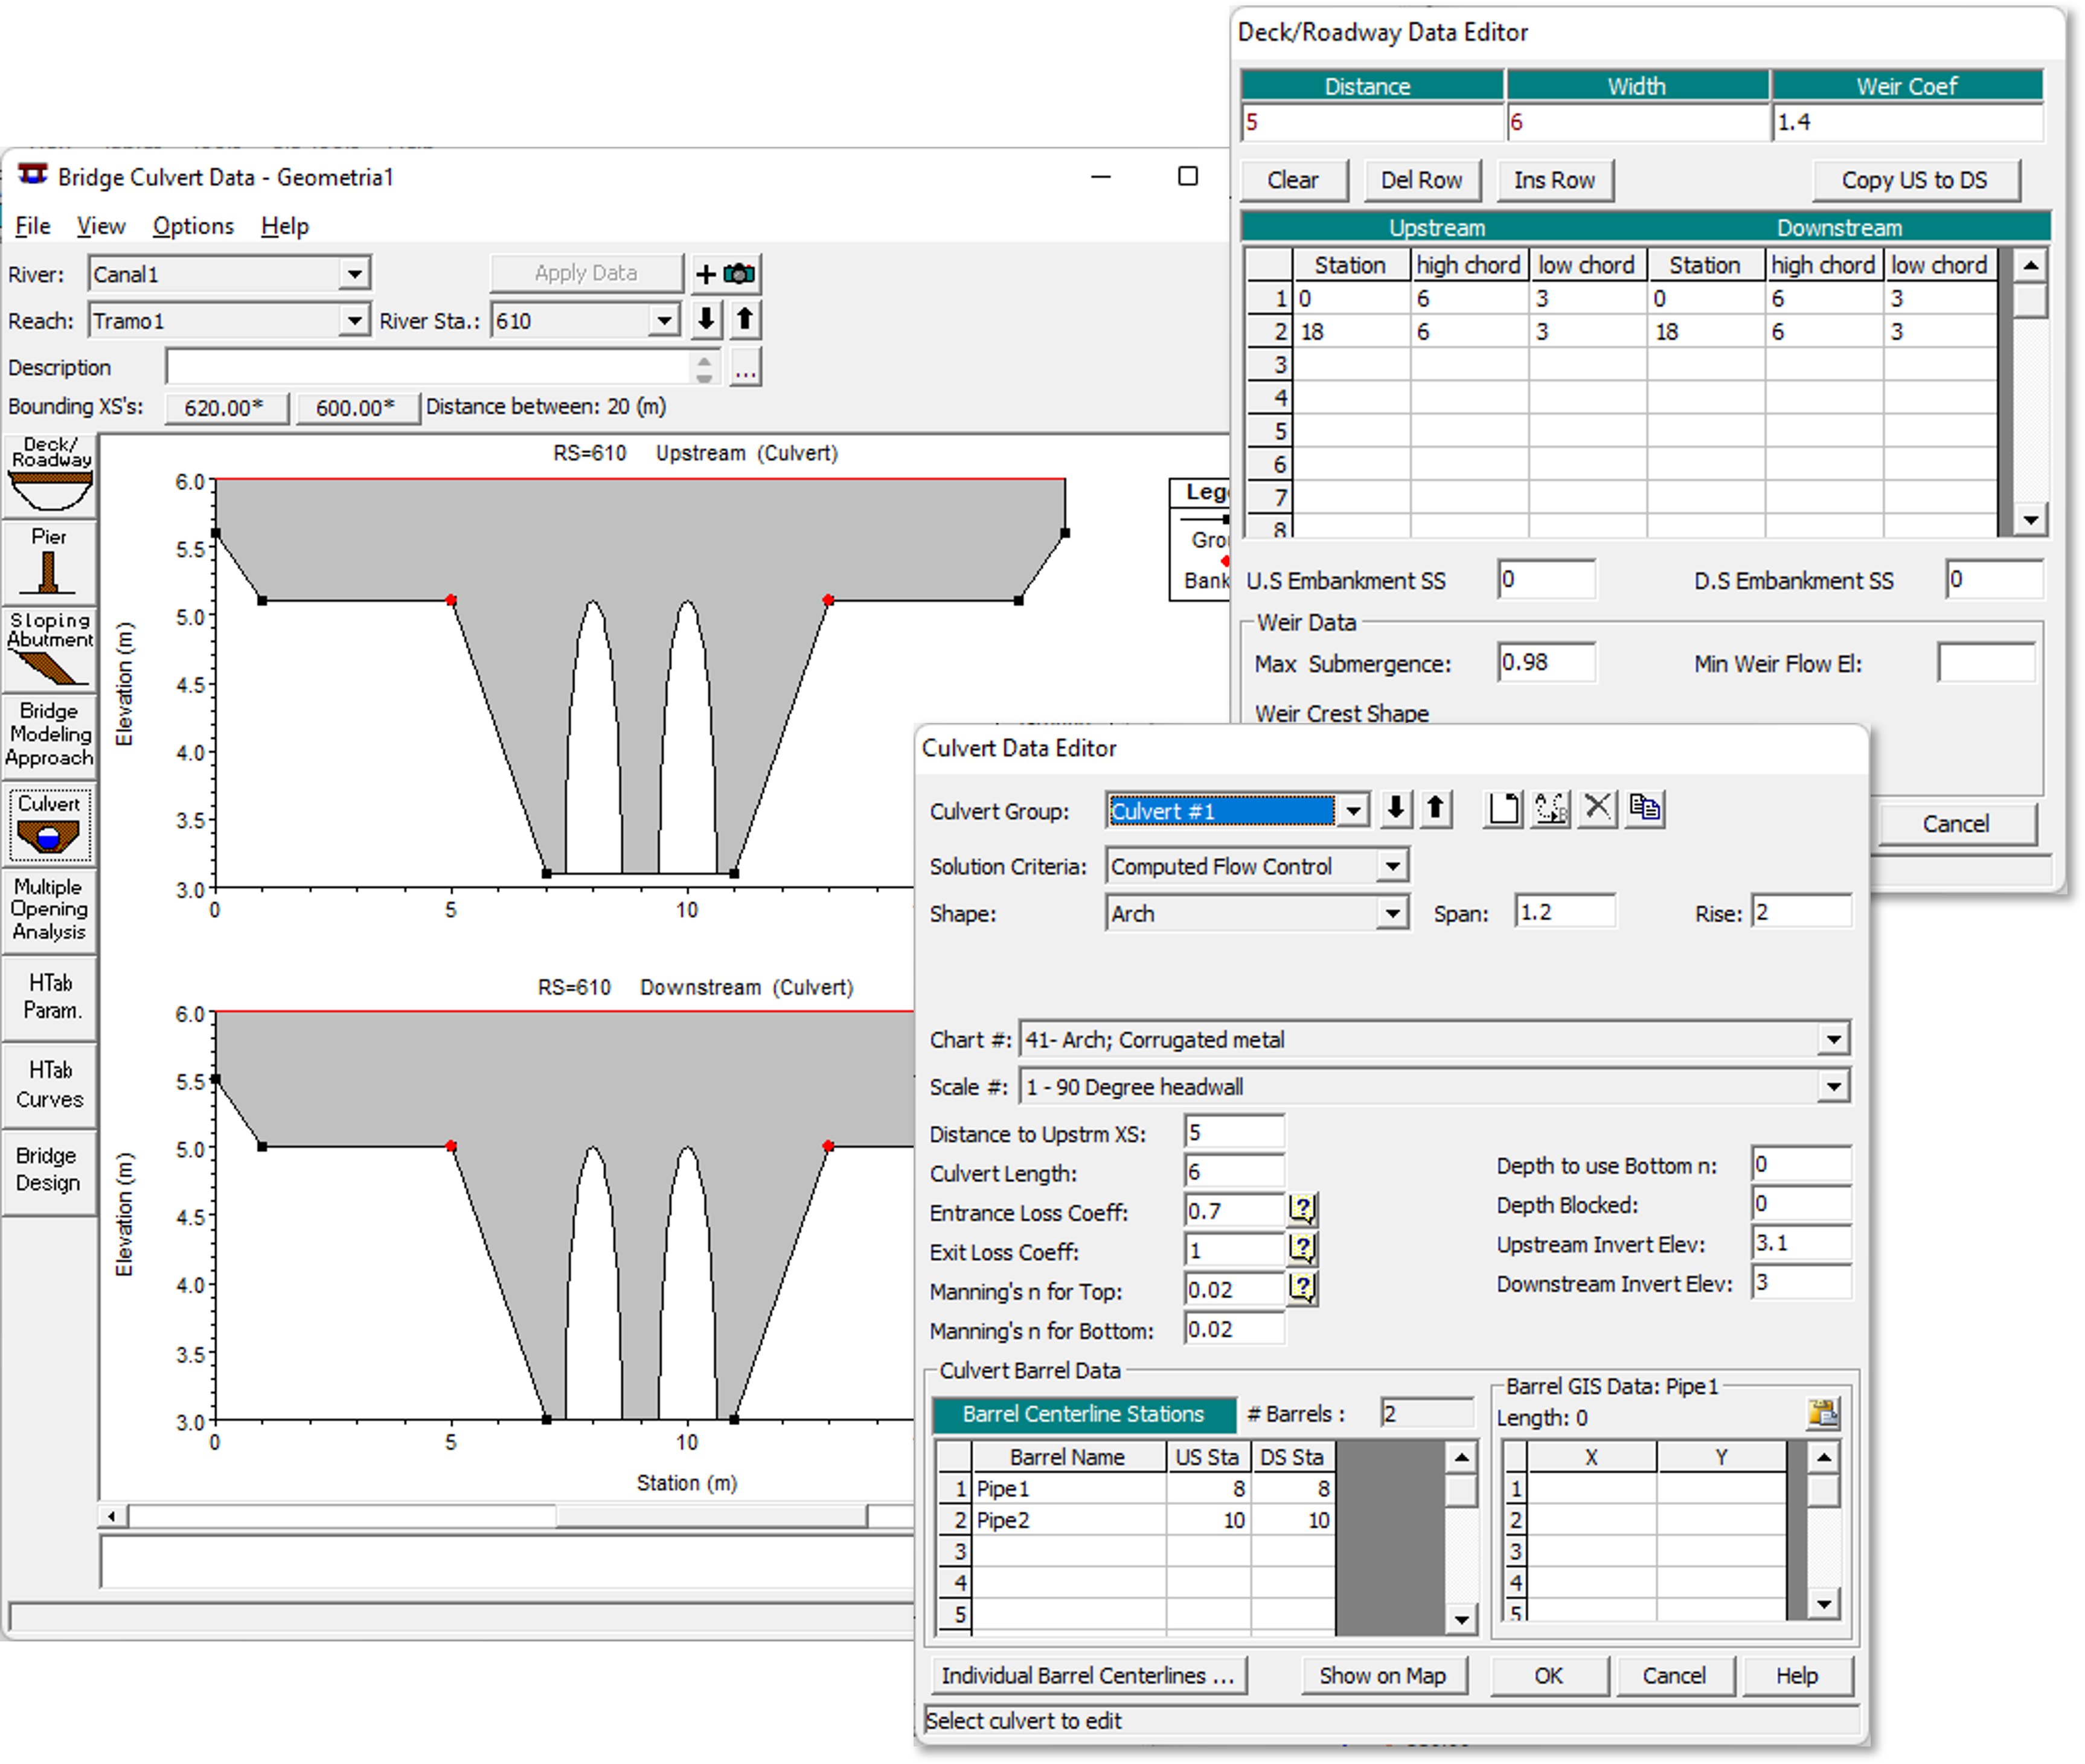 Deck/Roadway Data Editor
Distance Width Weir Coef
5 6 1.4
Clear Del Row Ins Row Copy US to DS
Upstream Downstream
Station high chord low chord Station high chord low chord
1 0 6 3 0 6 3
2 18 6 3 18 6 3
3
4
5
6
7
8
U.S Embankment SS 0 D.S Embankment SS 0
Weir Data
Max Submergence: 0.98 Min Weir Flow El:
Weir Crest Shape
Cancel
Bridge Culvert Data - Geometria1
File View Options Help
River: Canal1 Apply Data +
Reach: Tramo1 River Sta.: 610
Description ...
Bounding XS's: 620.00* 600.00* Distance between: 20 (m)
Deck/
Roadway
Pier
Sloping
Abutment
Bridge
Modeling
Approach
Culvert
Multiple
Opening
Analysis
HTab
Param.
HTab
Curves
Bridge
Design
RS=610 Upstream (Culvert)
6.0
5.5
5.0
4.5
4.0
3.5
3.0
0 5 10
Elevation (m)
Bank
RS=610 Downstream (Culvert)
6.0
5.5
5.0
4.5
4.0
3.5
3.0
0 5 10
Elevation (m)
Station (m)
Culvert Data Editor
Culvert Group: Culvert #1
Solution Criteria: Computed Flow Control
Shape: Arch Span: 1.2 Rise: 2
Chart #: 41- Arch; Corrugated metal
Scale #: 1 - 90 Degree headwall
Distance to Upstrm XS: 5
Culvert Length: 6
Entrance Loss Coeff: 0.7 ?
Exit Loss Coeff: 1 ?
Manning's n for Top: 0.02 ?
Manning's n for Bottom: 0.02
Depth to use Bottom n: 0
Depth Blocked: 0
Upstream Invert Elev: 3.1
Downstream Invert Elev: 3
Culvert Barrel Data
Barrel Centerline Stations # Barrels : 2
Barrel Name US Sta DS Sta
1 Pipe1 8 8
2 Pipe2 10 10
3
4
5
Barrel GIS Data: Pipe1
Length: 0
X Y
1
2
3
4
5
Individual Barrel Centerlines ... Show on Map OK Cancel Help
Select culvert to edit